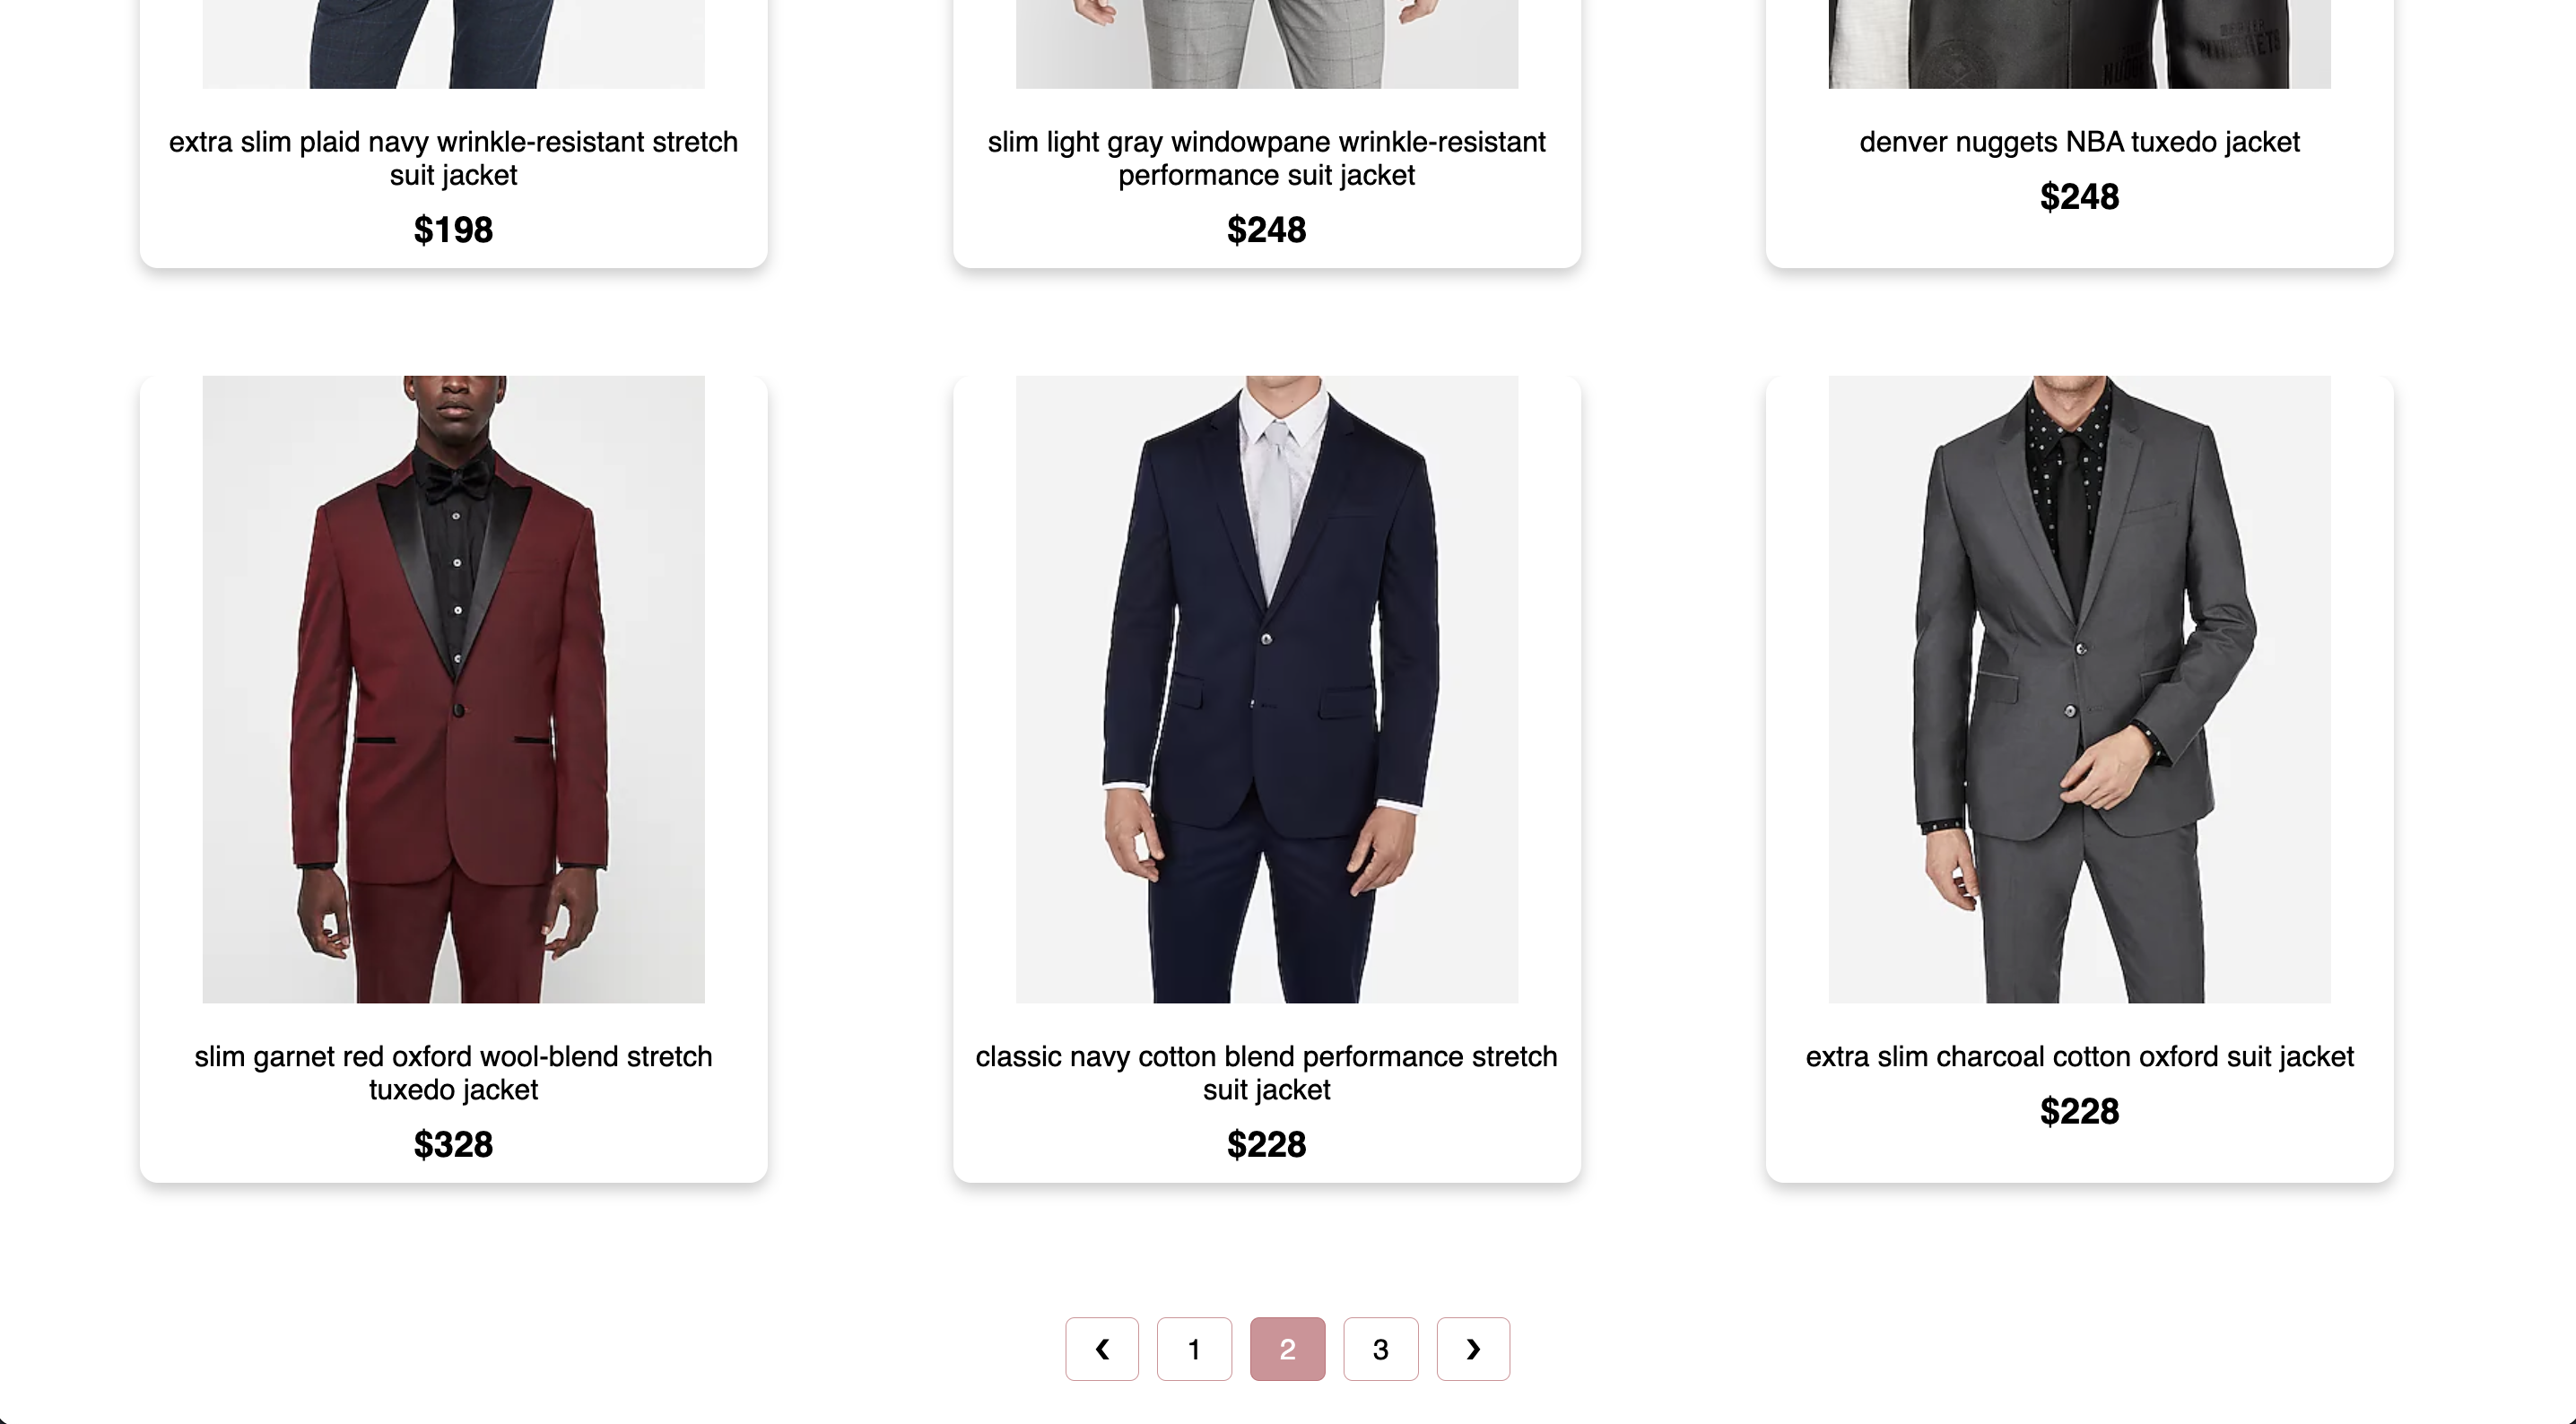 DENVER
NUGGETS
extra slim plaid navy wrinkle-resistant stretch
suit jacket
$198
slim light gray windowpane wrinkle-resistant
performance suit jacket
$248
denver nuggets NBA tuxedo jacket
$248
slim garnet red oxford wool-blend stretch
tuxedo jacket
$328
classic navy cotton blend performance stretch
suit jacket
$228
extra slim charcoal cotton oxford suit jacket
$228
❮ 1 2 3 ❯